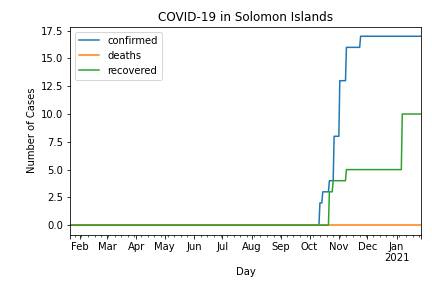 COVID-19 in Solomon Islands
confirmed
deaths
recovered
Number of Cases
17.5
15.0
12.5
10.0
7.5
5.0
2.5
0.0
Feb Mar Apr May Jun Jul Aug Sep Oct Nov Dec Jan
2021
Day